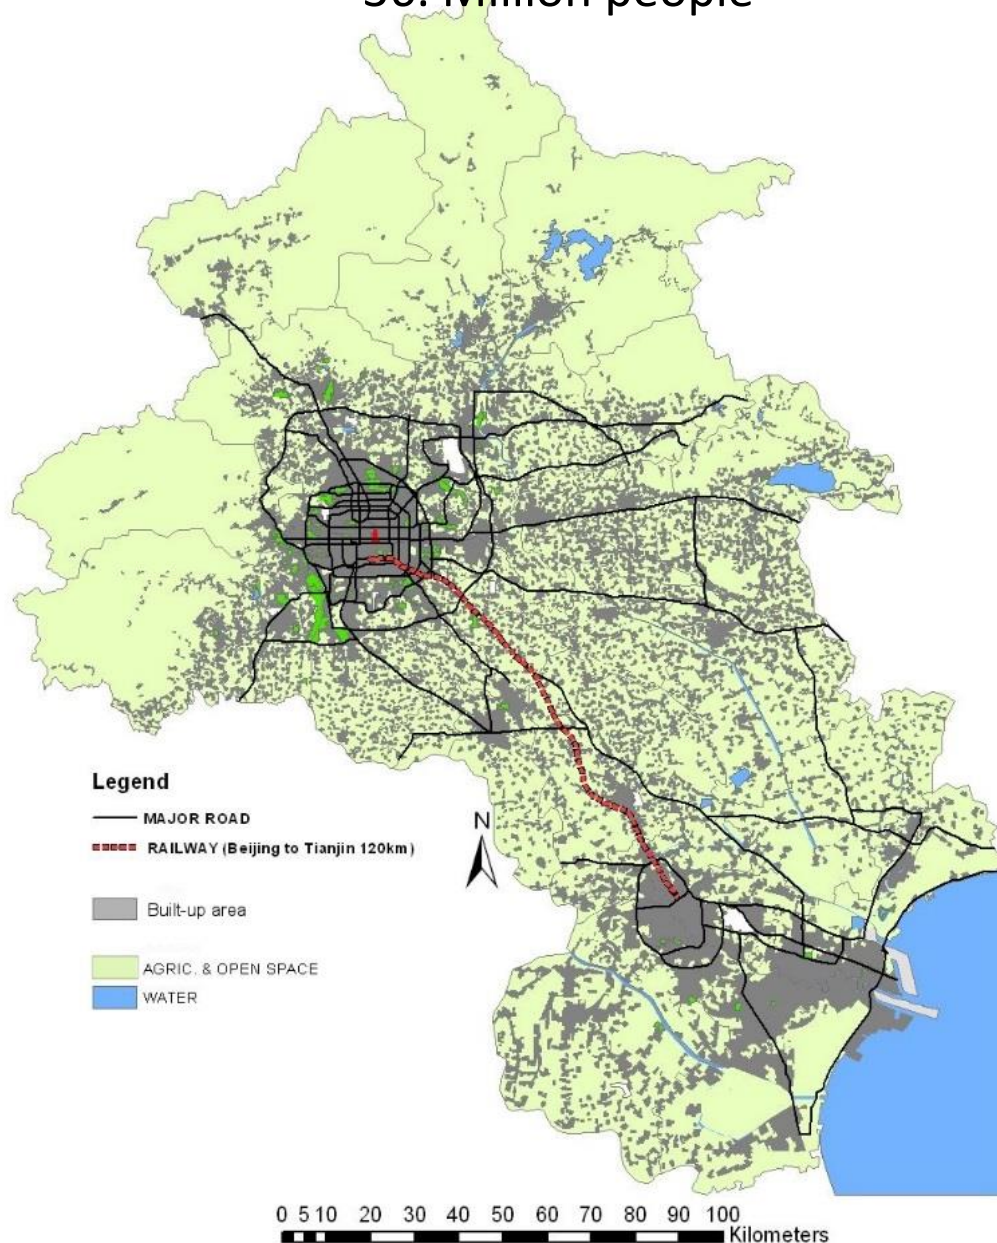 Million people
Legend
MAJOR ROAD
RAILWAY (Beijing to Tianjin 120km)
N
Built-up area
AGRIC. & OPEN SPACE
WATER
0 5 10 20 30 40 50 60 70 80 90 100
Kilometers